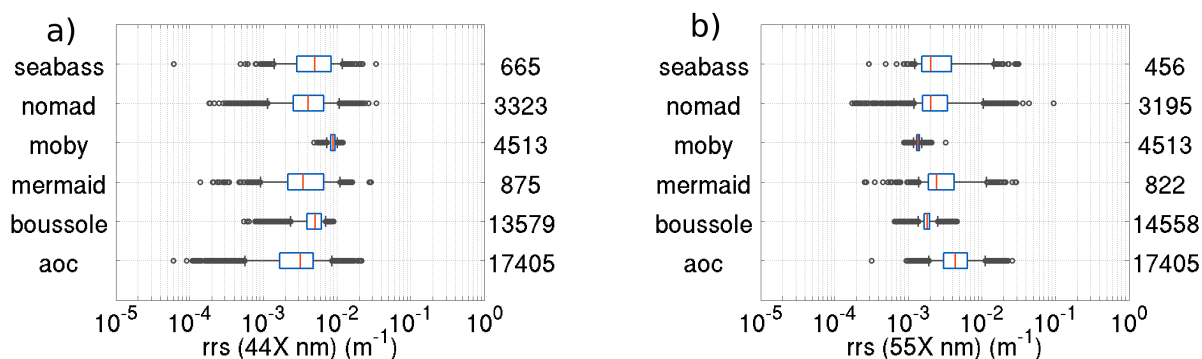 a)
seabass 665
nomad 3323
moby 4513
mermaid 875
boussole 13579
aoc 17405
10^-5 10^-4 10^-3 10^-2 10^-1 10^0
rrs (44X nm) (m^-1)
b)
seabass 456
nomad 3195
moby 4513
mermaid 822
boussole 14558
aoc 17405
10^-5 10^-4 10^-3 10^-2 10^-1 10^0
rrs (55X nm) (m^-1)